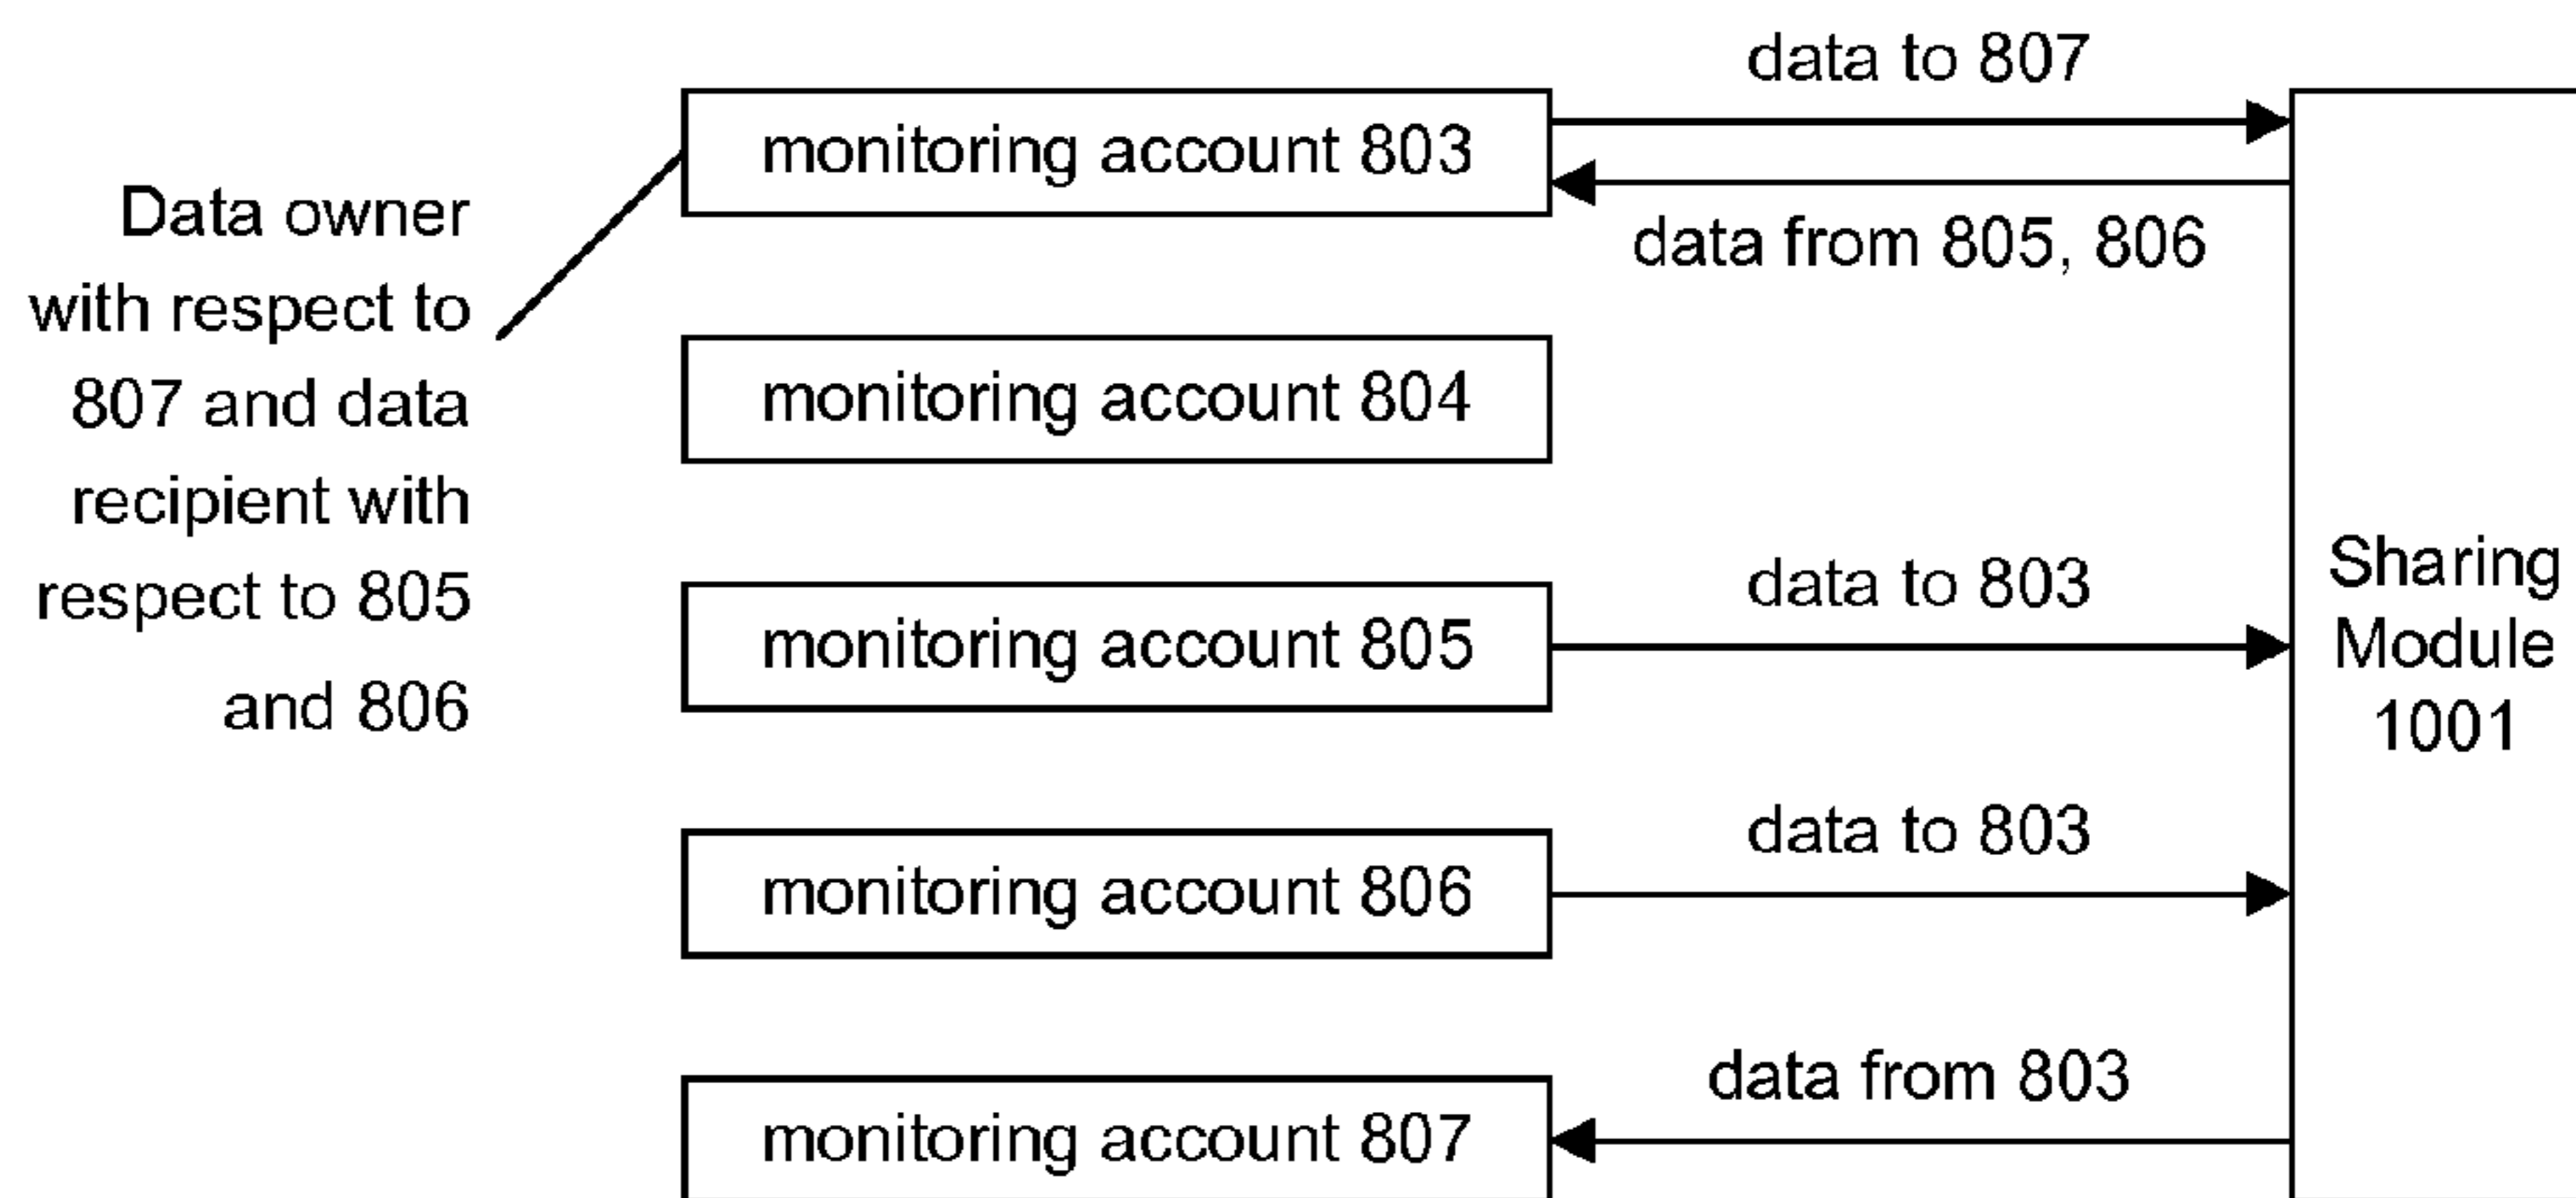 Data owner
with respect to
807 and data
recipient with
respect to 805
and 806
monitoring account 803
data to 807
data from 805, 806
monitoring account 804
monitoring account 805
data to 803
monitoring account 806
data to 803
monitoring account 807
data from 803
Sharing
Module
1001